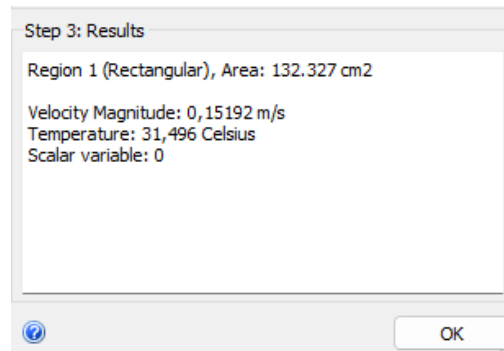 Step 3: Results
Region 1 (Rectangular), Area: 132.327 cm2
Velocity Magnitude: 0,15192 m/s
Temperature: 31,496 Celsius
Scalar variable: 0
?
OK